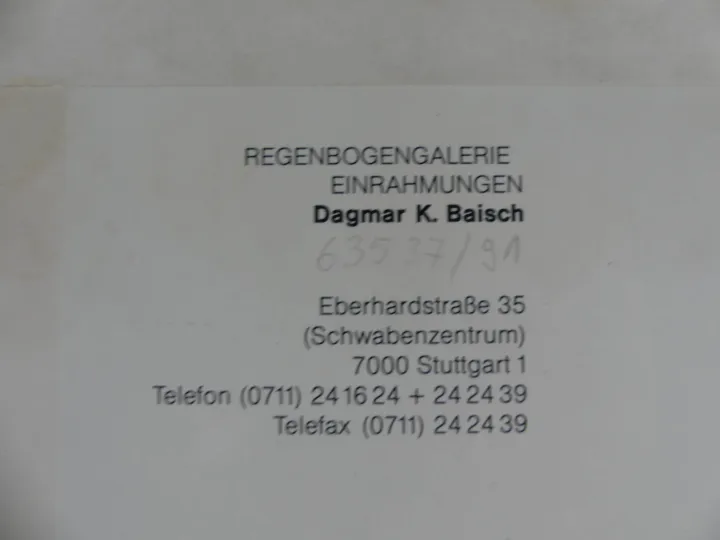 REGENBOGENGALERIE
EINRAHMUNGEN
Dagmar K. Baisch
63537/91
Eberhardstraße 35
(Schwabenzentrum)
7000 Stuttgart 1
Telefon (0711) 24 16 24 + 24 24 39
Telefax (0711) 24 24 39